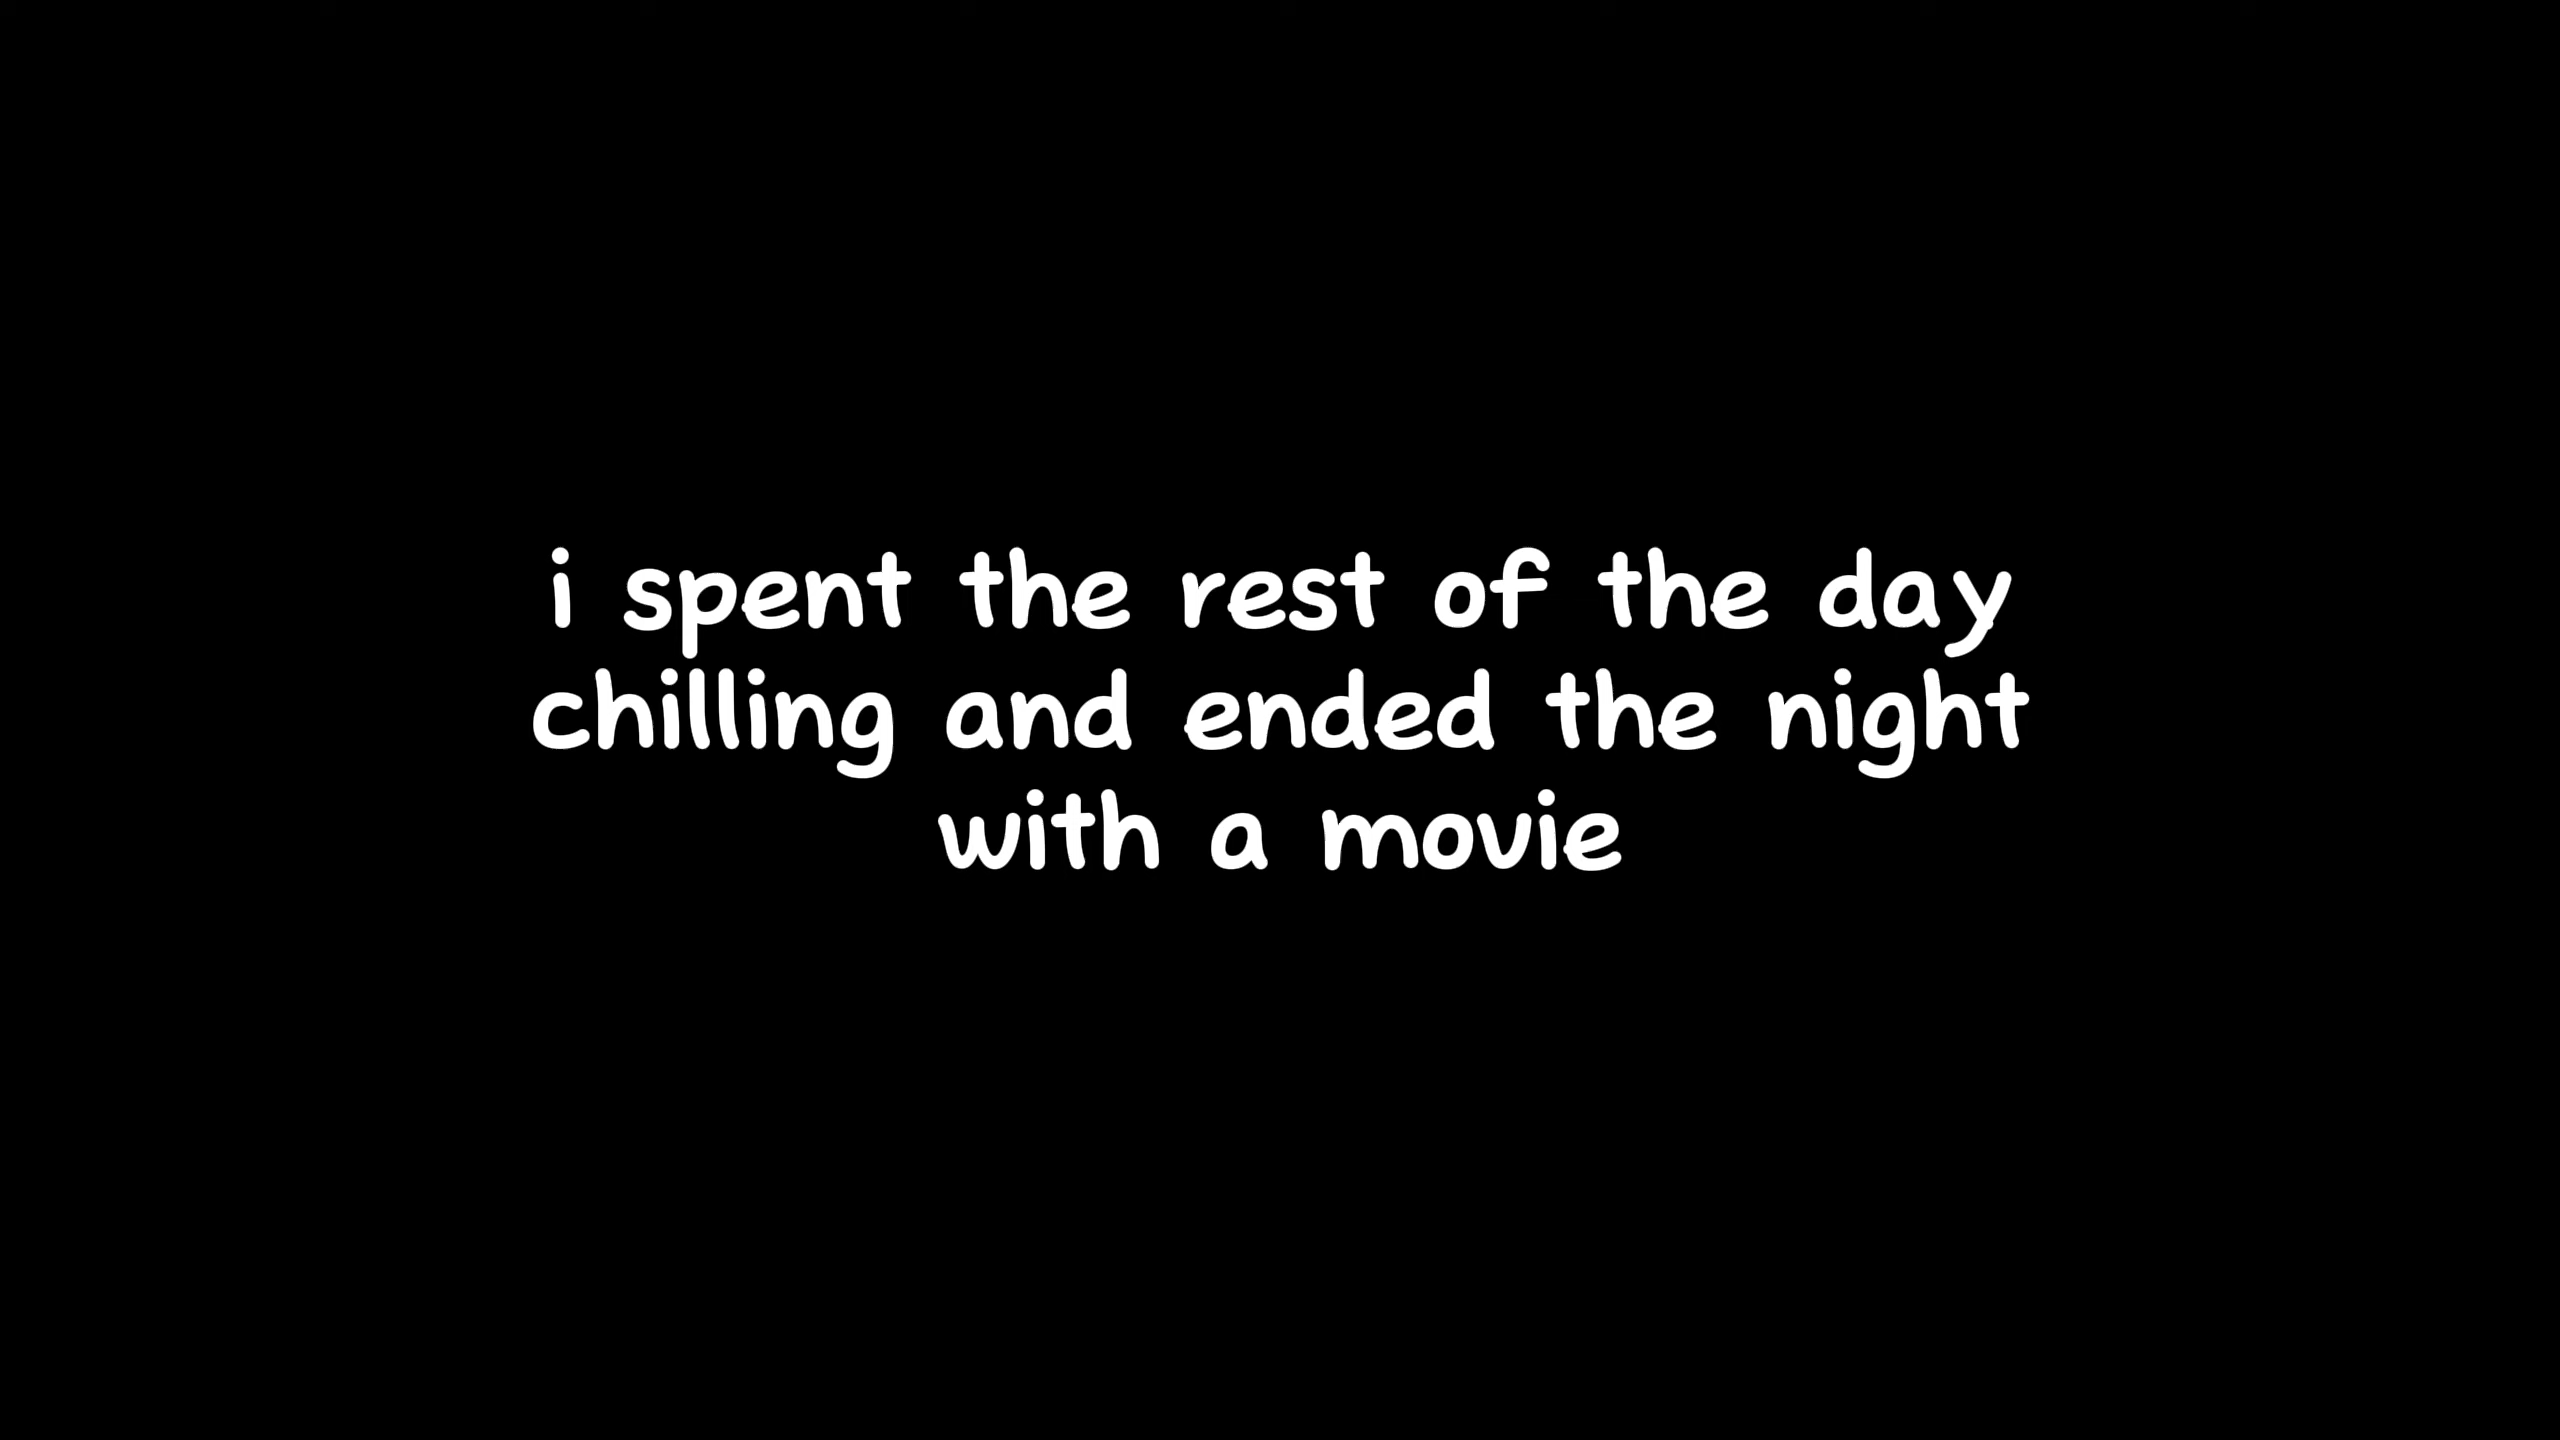 i spent the rest of the day
chilling and ended the night
with a movie